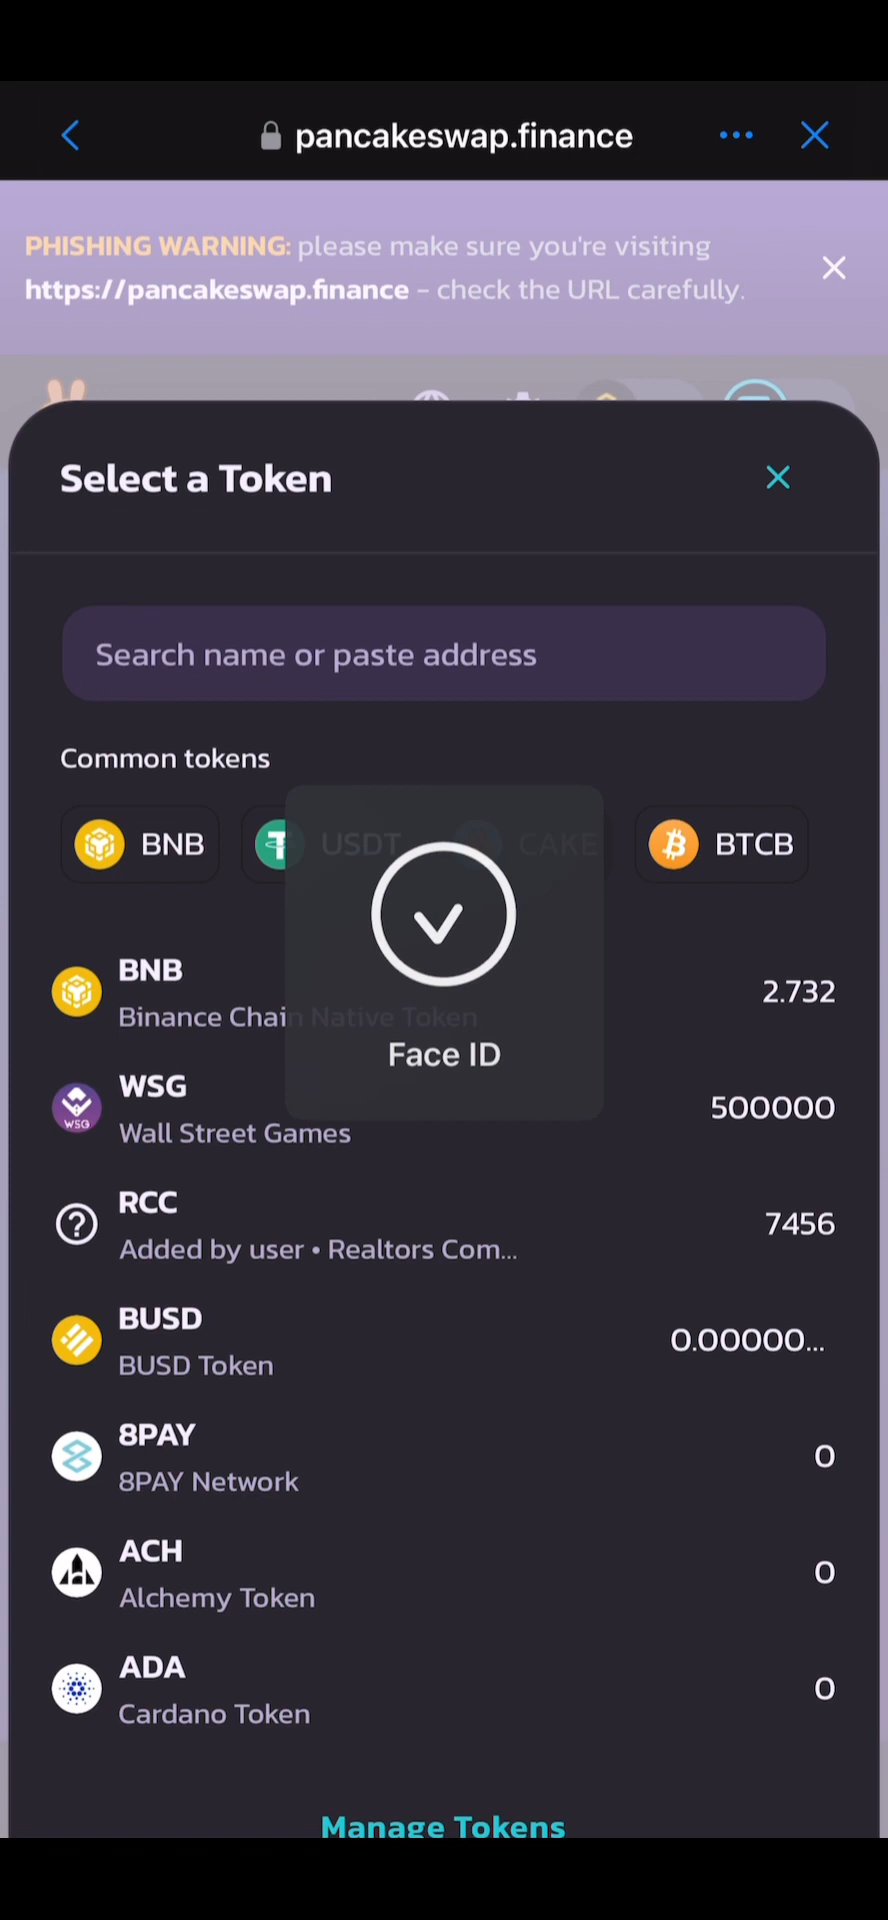 pancakeswap.finance
PHISHING WARNING: please make sure you're visiting
https://pancakeswap.finance - check the URL carefully.
Select a Token
Search name or paste address
Common tokens
BNB USDT CAKE BTCB
BNB
Binance Chain Native Token
2.732
Face ID
WSG
WSG
Wall Street Games
500000
RCC
Added by user • Realtors Com...
7456
BUSD
BUSD Token
0.00000...
8PAY
8PAY Network
0
ACH
Alchemy Token
0
ADA
Cardano Token
0
Manage Tokens